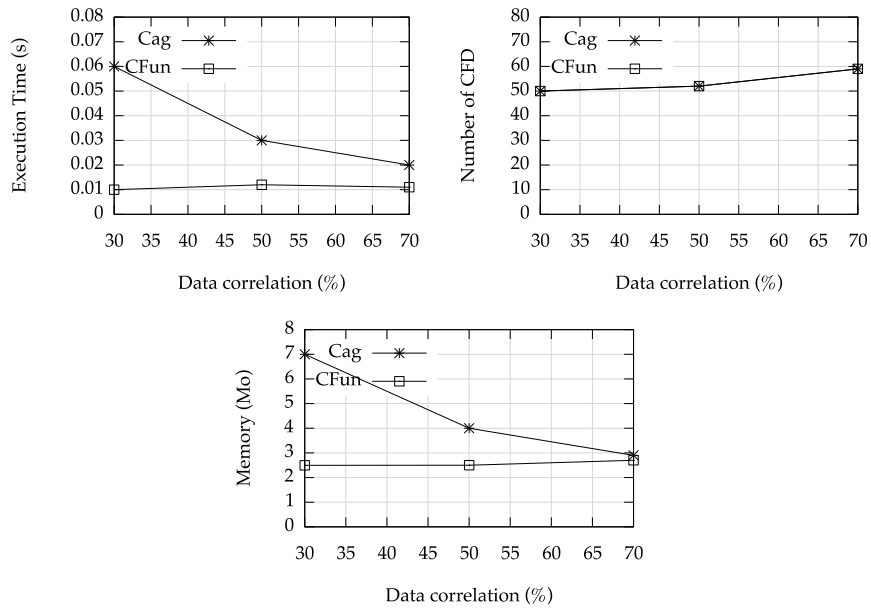 Execution Time (s)
0.08
0.07
0.06
0.05
0.04
0.03
0.02
0.01
0
Cag
CFun
30 35 40 45 50 55 60 65 70
Data correlation (%)
Number of CFD
80
70
60
50
40
30
20
10
0
Cag
CFun
30 35 40 45 50 55 60 65 70
Data correlation (%)
Memory (Mo)
8
7
6
5
4
3
2
1
0
Cag
CFun
30 35 40 45 50 55 60 65 70
Data correlation (%)